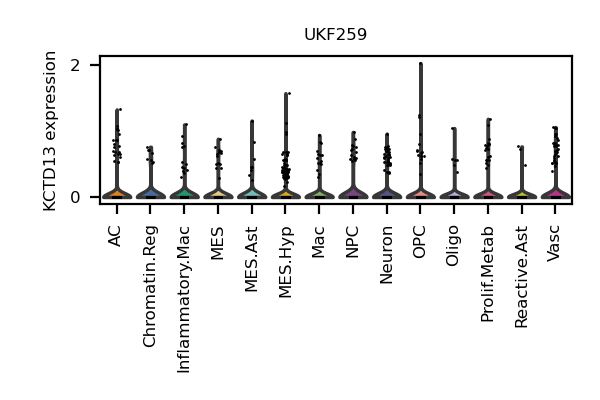 UKF259
KCTD13 expression
2
0
AC
Chromatin.Reg
Inflammatory.Mac
MES
MES.Ast
MES.Hyp
Mac
NPC
Neuron
OPC
Oligo
Prolif.Metab
Reactive.Ast
Vasc